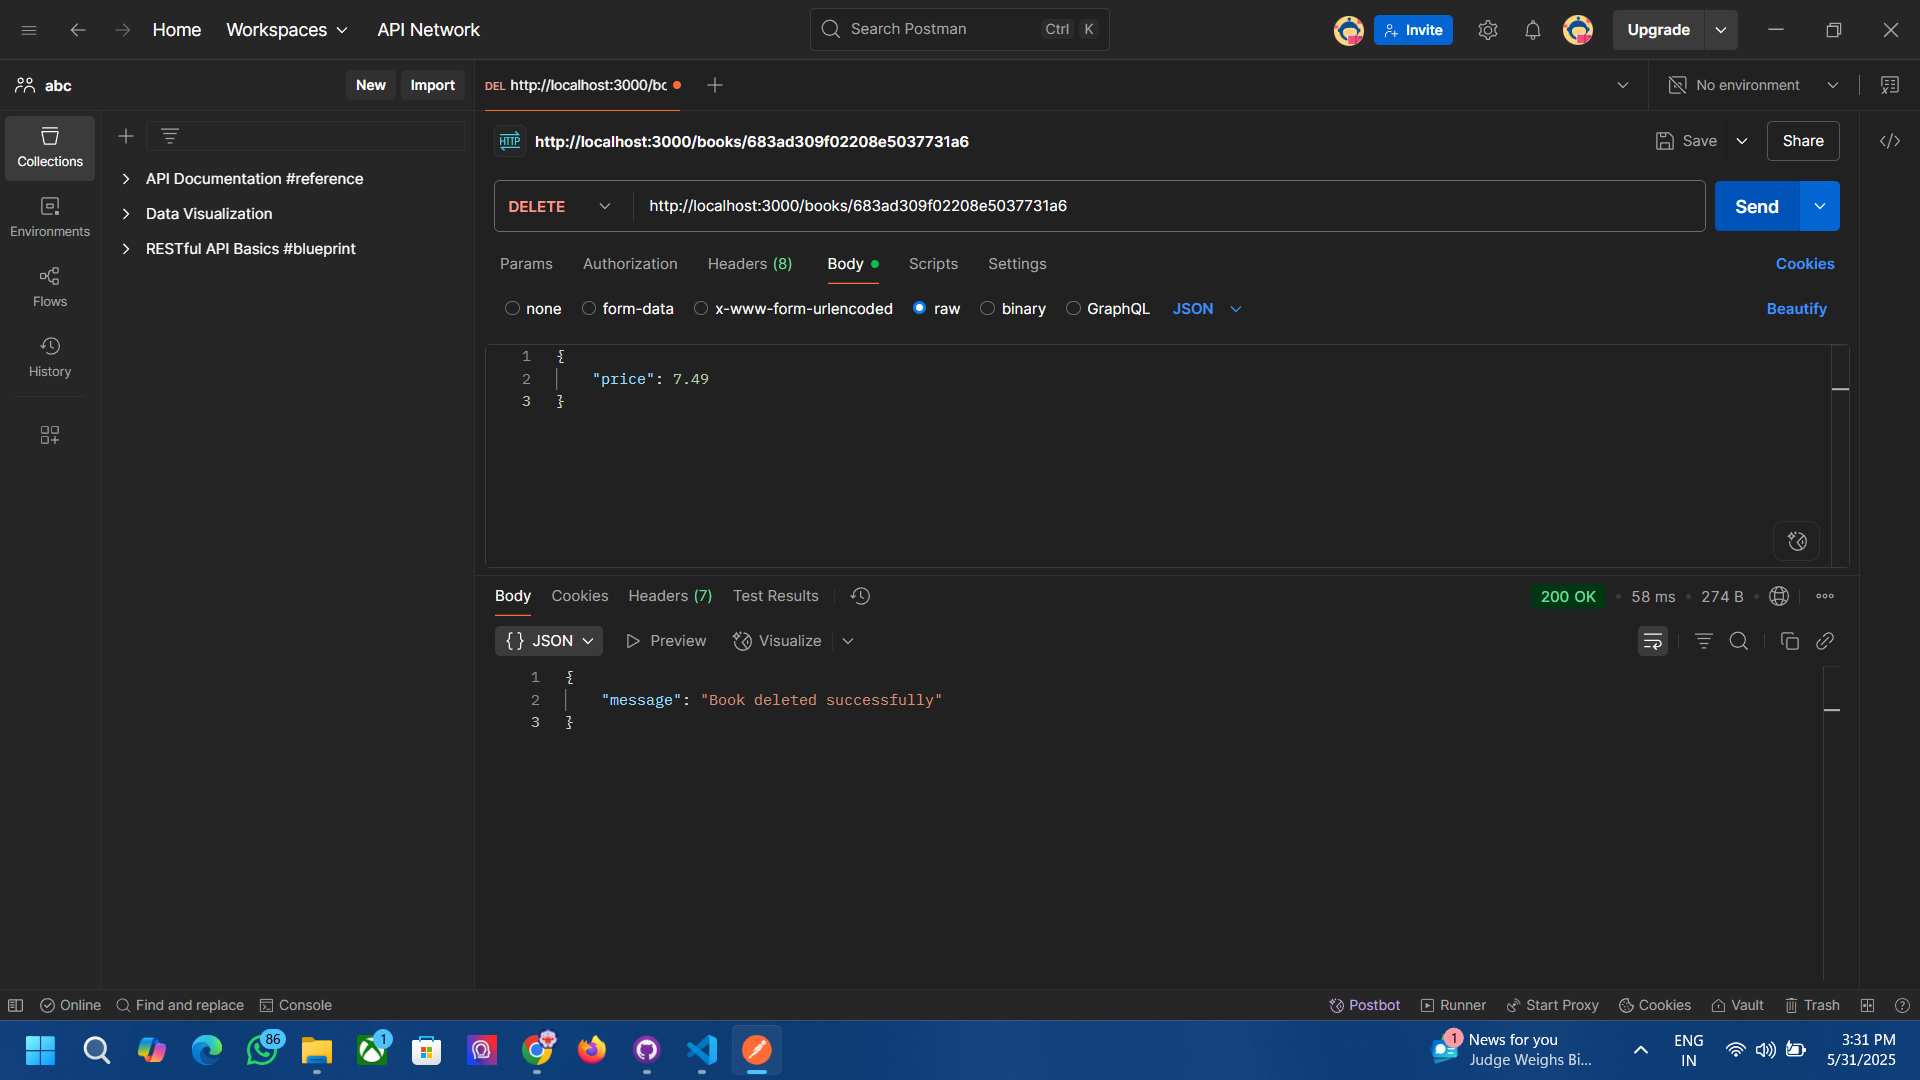 Home Workspaces API Network Search Postman Ctrl K Invite Upgrade
abc New Import DEL http://localhost:3000/bo No environment
HTTP http://localhost:3000/books/683ad309f02208e5037731a6 Save Share
Collections
Environments
Flows
History
API Documentation #reference
Data Visualization
RESTful API Basics #blueprint
DELETE http://localhost:3000/books/683ad309f02208e5037731a6 Send
Params Authorization Headers (8) Body Scripts Settings Cookies
none form-data x-www-form-urlencoded raw binary GraphQL JSON Beautify
1 {
2 "price": 7.49
3 }
Body Cookies Headers (7) Test Results 200 OK 58 ms 274 B
{} JSON Preview Visualize
1 {
2 "message": "Book deleted successfully"
3 }
Online Find and replace Console Postbot Runner Start Proxy Cookies Vault Trash
86 1 1 News for you ENG 3:31 PM
Judge Weighs Bi... IN 5/31/2025